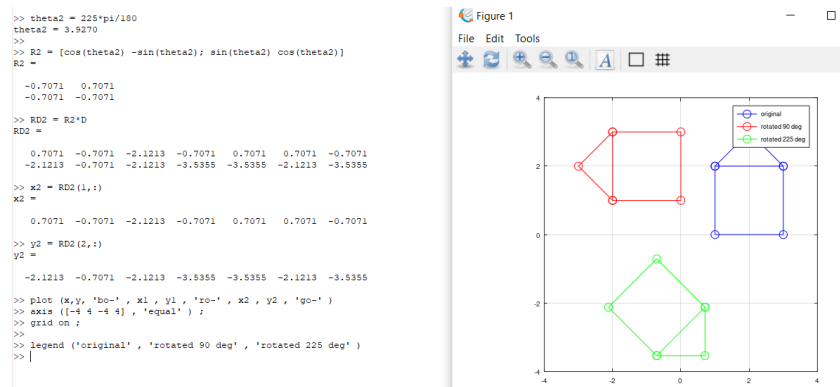 >> theta2 = 225*pi/180
theta2 = 3.9270
>>
>> R2 = [cos(theta2) -sin(theta2); sin(theta2) cos(theta2)]
R2 =
-0.7071 0.7071
-0.7071 -0.7071
>> RD2 = R2*D
RD2 =
0.7071 -0.7071 -2.1213 -0.7071 0.7071 0.7071 -0.7071
-2.1213 -0.7071 -2.1213 -3.5355 -3.5355 -2.1213 -3.5355
>> x2 = RD2(1,:)
x2 =
0.7071 -0.7071 -2.1213 -0.7071 0.7071 0.7071 -0.7071
>> y2 = RD2(2,:)
y2 =
-2.1213 -0.7071 -2.1213 -3.5355 -3.5355 -2.1213 -3.5355
>> plot (x,y, 'bo-' , x1 , y1 , 'ro-' , x2 , y2 , 'go-' )
>> axis ([-4 4 -4 4] , 'equal' ) ;
>> grid on ;
>>
>> legend ('original' , 'rotated 90 deg' , 'rotated 225 deg' )
>>
Figure 1
File Edit Tools
A
original
rotated 90 deg
rotated 225 deg
4
2
0
-2
-4
-4 -2 0 2 4